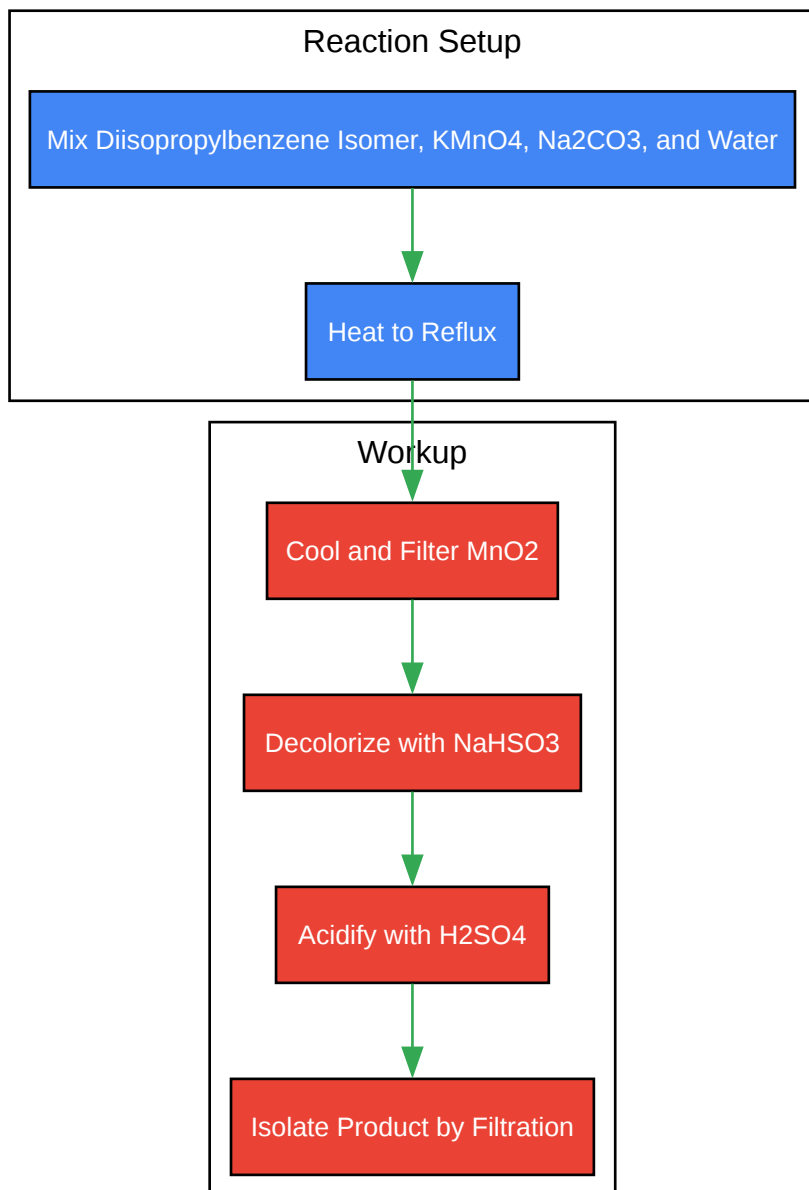 Reaction Setup
Mix Diisopropylbenzene Isomer, KMnO4, Na2CO3, and Water
Heat to Reflux
Workup
Cool and Filter MnO2
Decolorize with NaHSO3
Acidify with H2SO4
Isolate Product by Filtration